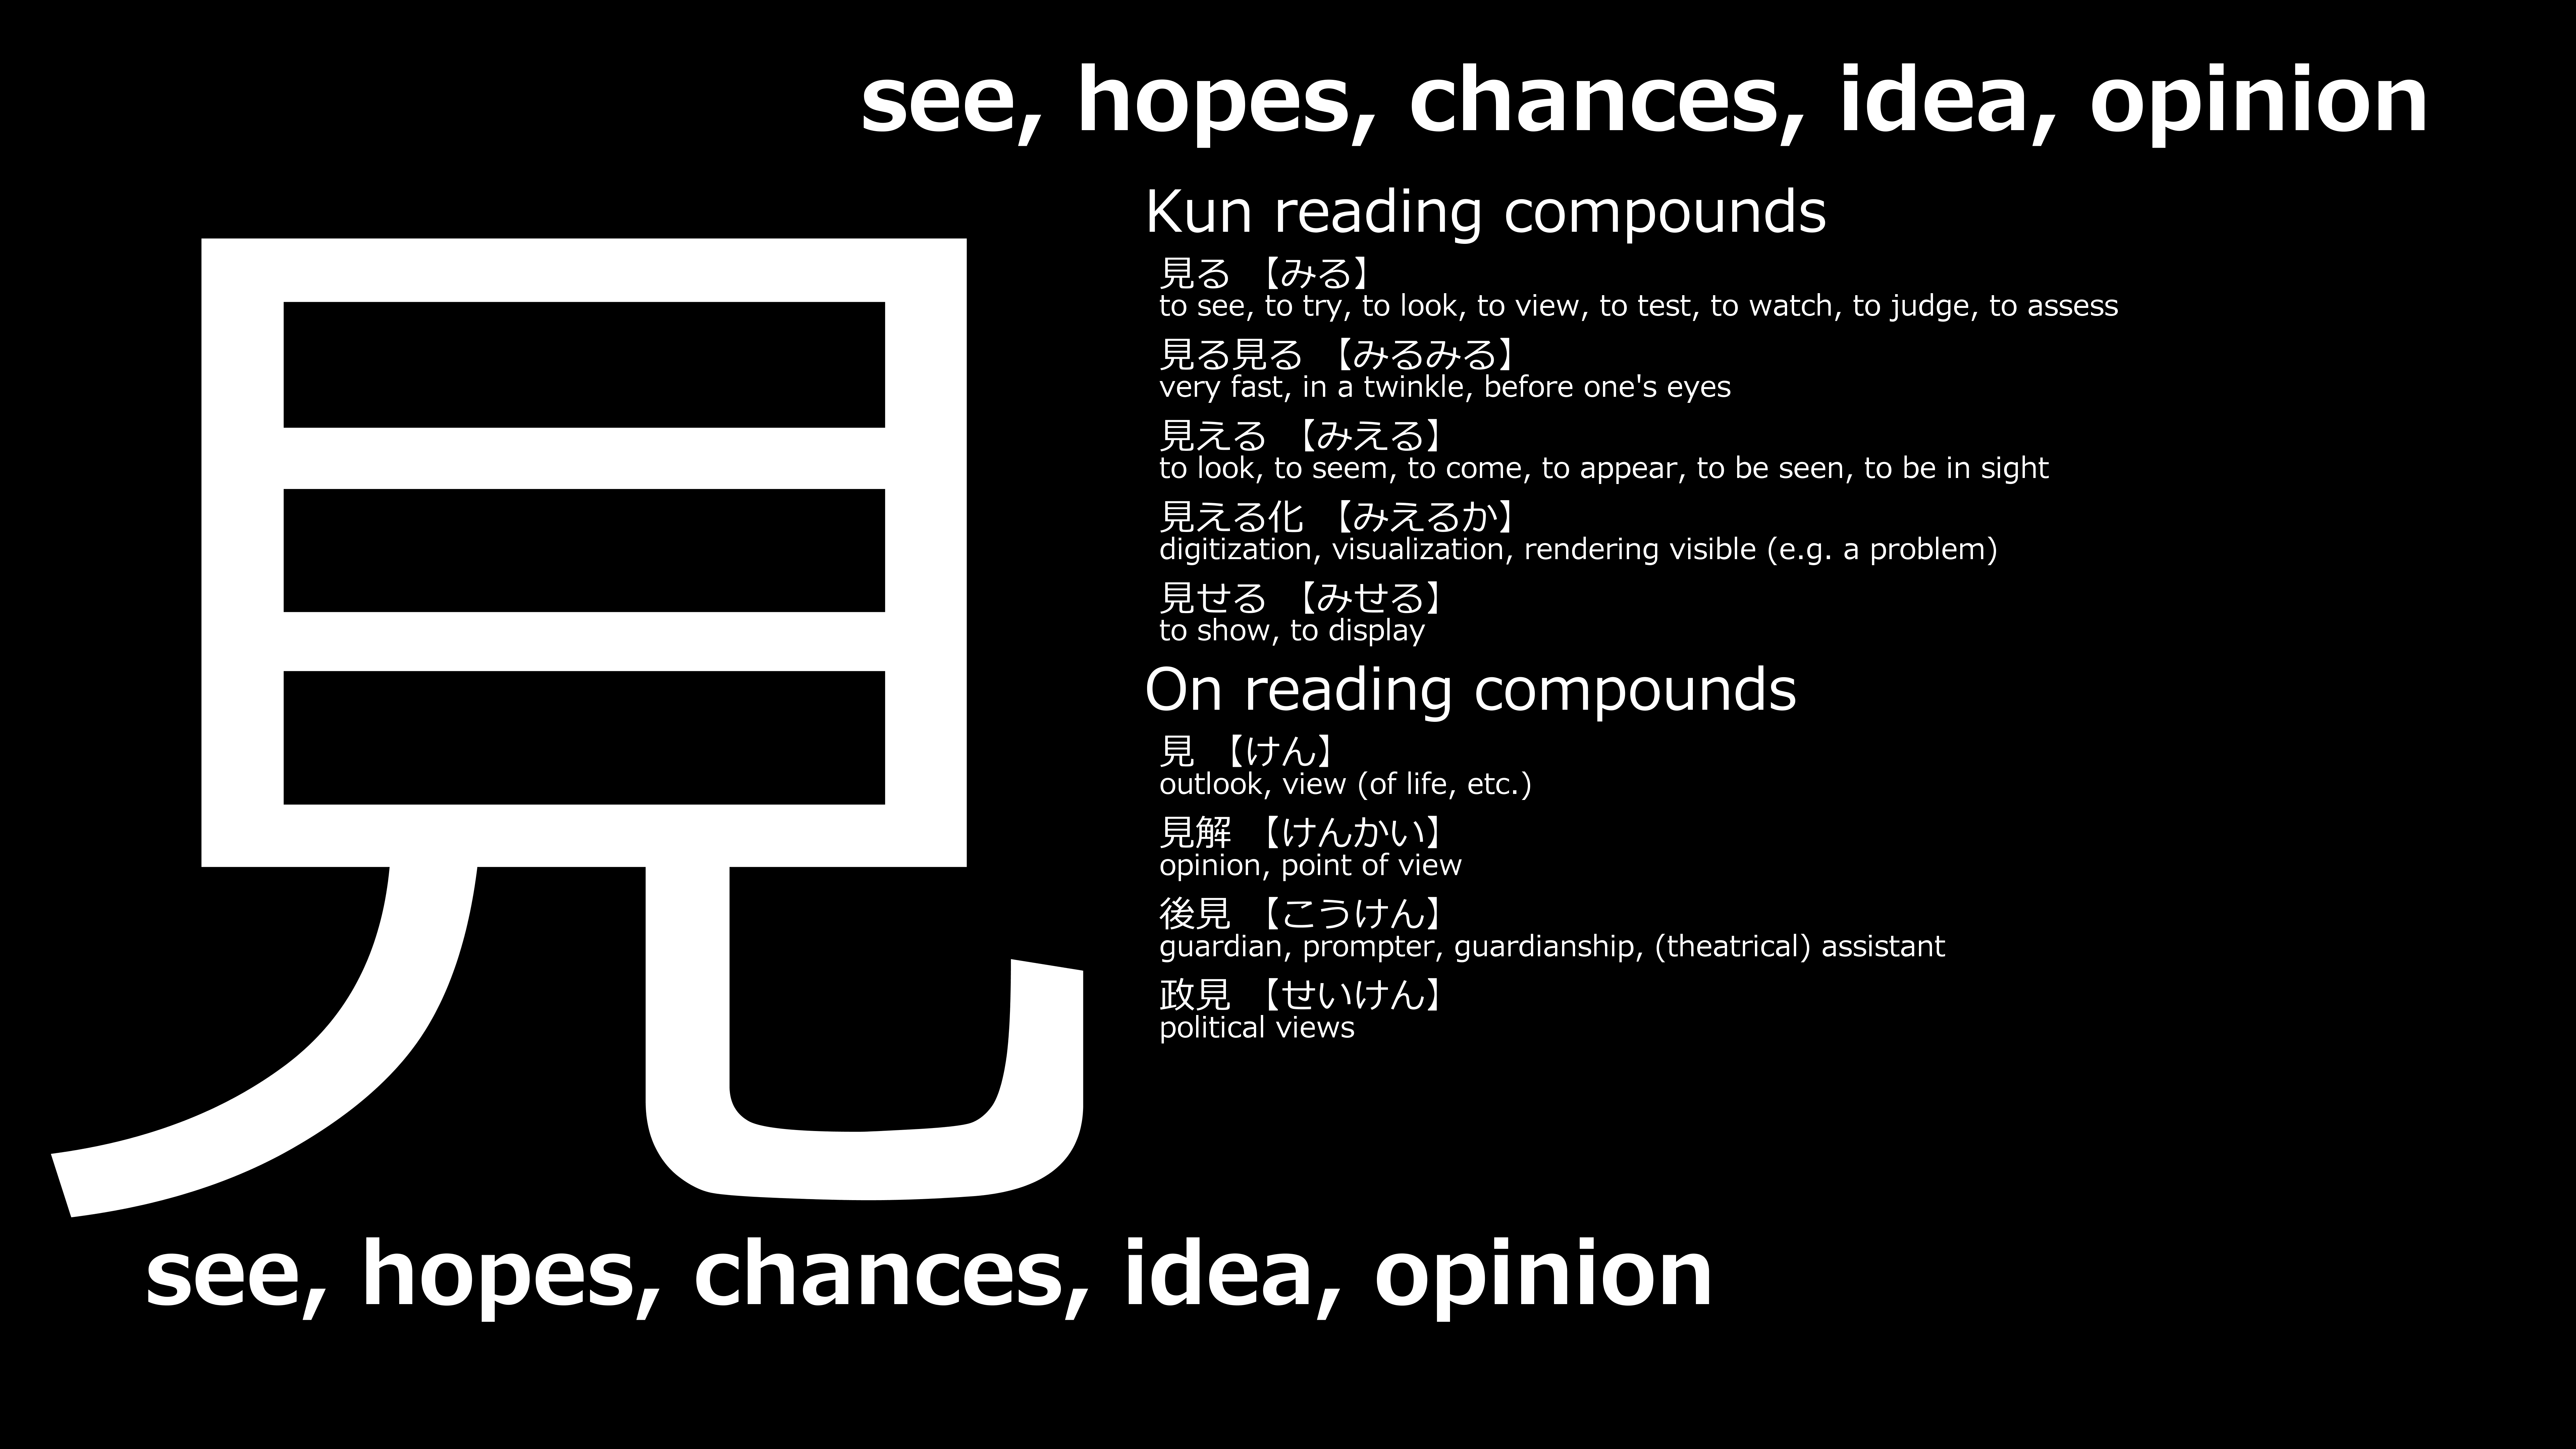 see, hopes, chances, idea, opinion
見
Kun reading compounds
見る 【みる】
to see, to try, to look, to view, to test, to watch, to judge, to assess
見る見る 【みるみる】
very fast, in a twinkle, before one's eyes
見える 【みえる】
to look, to seem, to come, to appear, to be seen, to be in sight
見える化 【みえるか】
digitization, visualization, rendering visible (e.g. a problem)
見せる 【みせる】
to show, to display
On reading compounds
見 【けん】
outlook, view (of life, etc.)
見解 【けんかい】
opinion, point of view
後見 【こうけん】
guardian, prompter, guardianship, (theatrical) assistant
政見 【せいけん】
political views
see, hopes, chances, idea, opinion